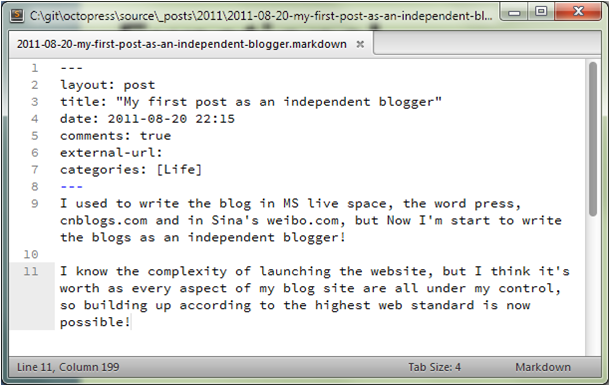 C:\git\octopress\source\_posts\2011\2011-08-20-my-first-post-as-an-independent-bl...
2011-08-20-my-first-post-as-an-independent-blogger.markdown ×
1 ---
2 layout: post
3 title: "My first post as an independent blogger"
4 date: 2011-08-20 22:15
5 comments: true
6 external-url:
7 categories: [Life]
8 ---
9 I used to write the blog in MS live space, the word press,
cnblogs.com and in Sina's weibo.com, but Now I'm start to write
the blogs as an independent blogger!
10
11 I know the complexity of launching the website, but I think it's
worth as every aspect of my blog site are all under my control,
so building up according to the highest web standard is now
possible!
Line 11, Column 199 Tab Size: 4 Markdown